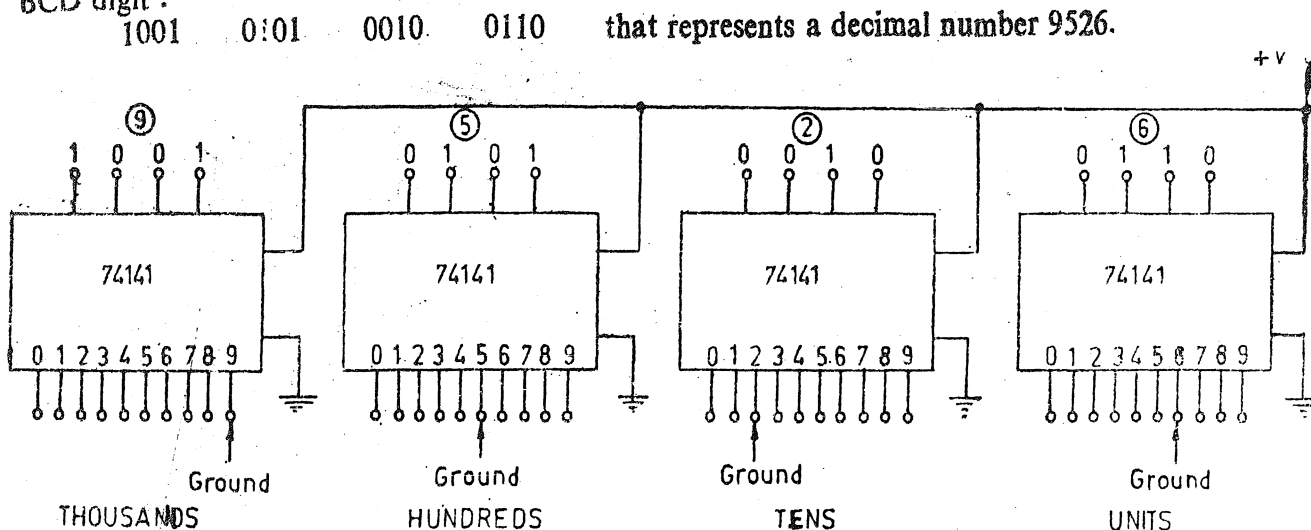 BCD digit :
1001 0101 0010 0110 that represents a decimal number 9526.
+ V
9 5 2 6
1 0 0 1 0 1 0 1 0 0 1 0 0 1 1 0
74141 74141 74141 74141
0 1 2 3 4 5 6 7 8 9 0 1 2 3 4 5 6 7 8 9 0 1 2 3 4 5 6 7 8 9 0 1 2 3 4 5 6 7 8 9
Ground Ground Ground Ground
THOUSANDS HUNDREDS TENS UNITS